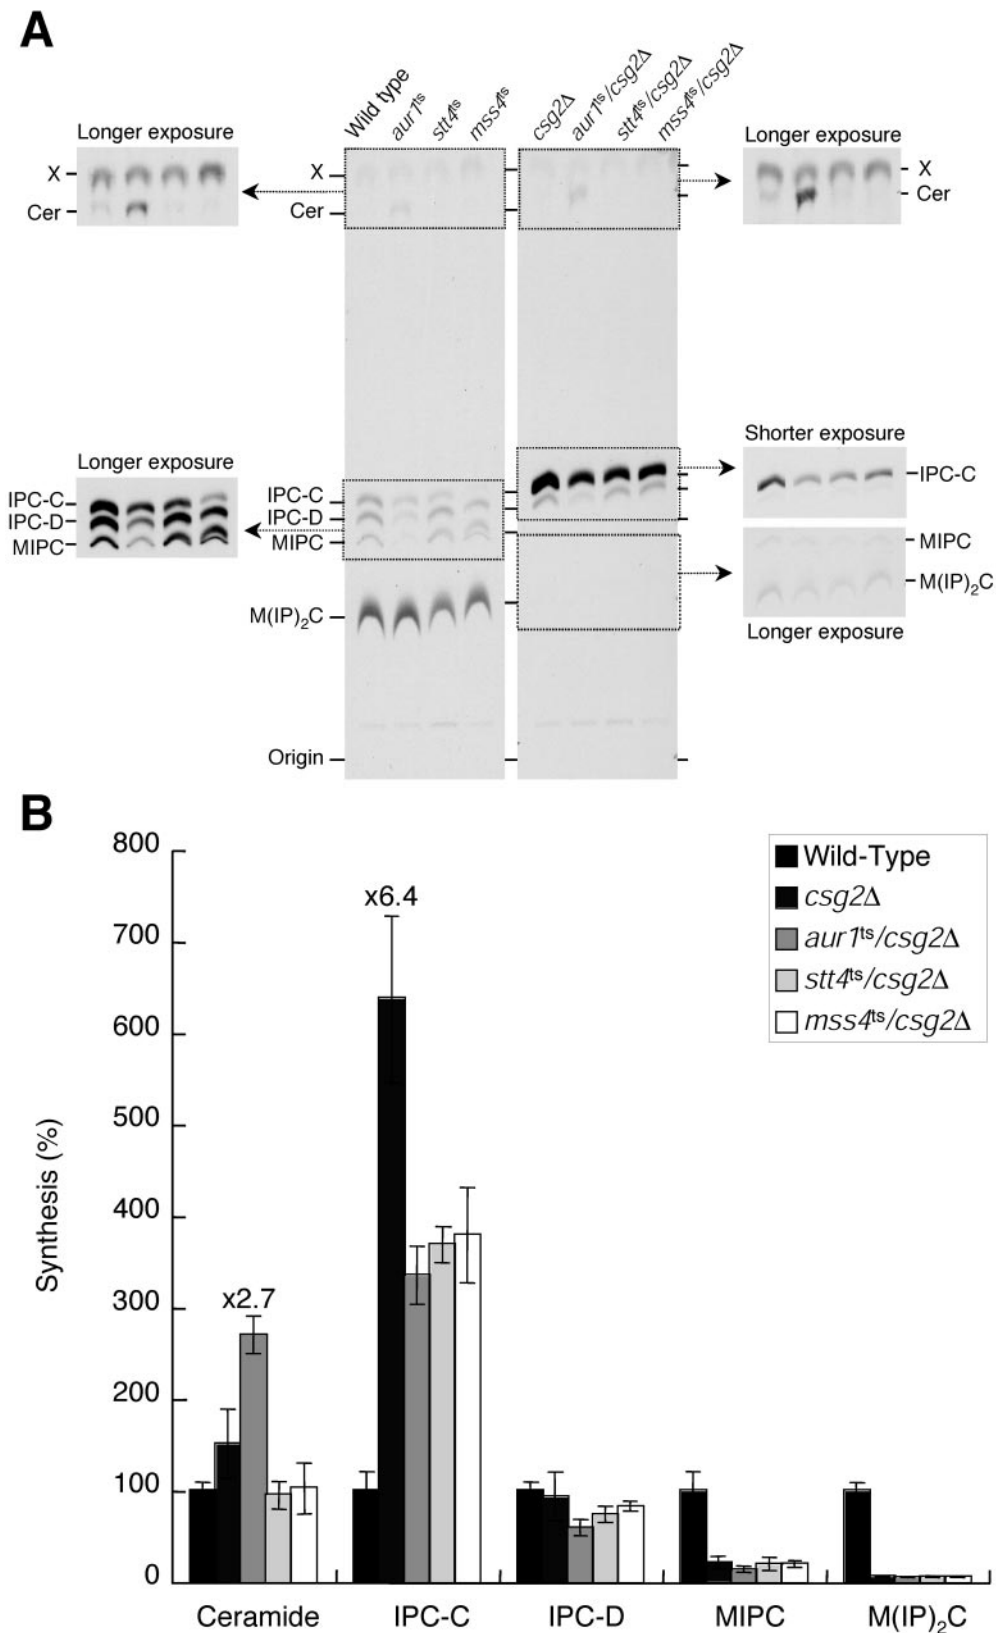 A
Wild type
aur1ts
stt4ts
mss4ts
csg2Δ
aur1ts/csg2Δ
stt4ts/csg2Δ
mss4ts/csg2Δ
Longer exposure
X
Cer
X
Cer
Longer exposure
X
Cer
Longer exposure
IPC-C
IPC-D
MIPC
IPC-C
IPC-D
MIPC
M(IP)2C
Origin
Shorter exposure
IPC-C
MIPC
M(IP)2C
Longer exposure
B
Synthesis (%)
800
700
600
500
400
300
200
100
0
x2.7
x6.4
Wild-Type
csg2Δ
aur1ts/csg2Δ
stt4ts/csg2Δ
mss4ts/csg2Δ
Ceramide
IPC-C
IPC-D
MIPC
M(IP)2C